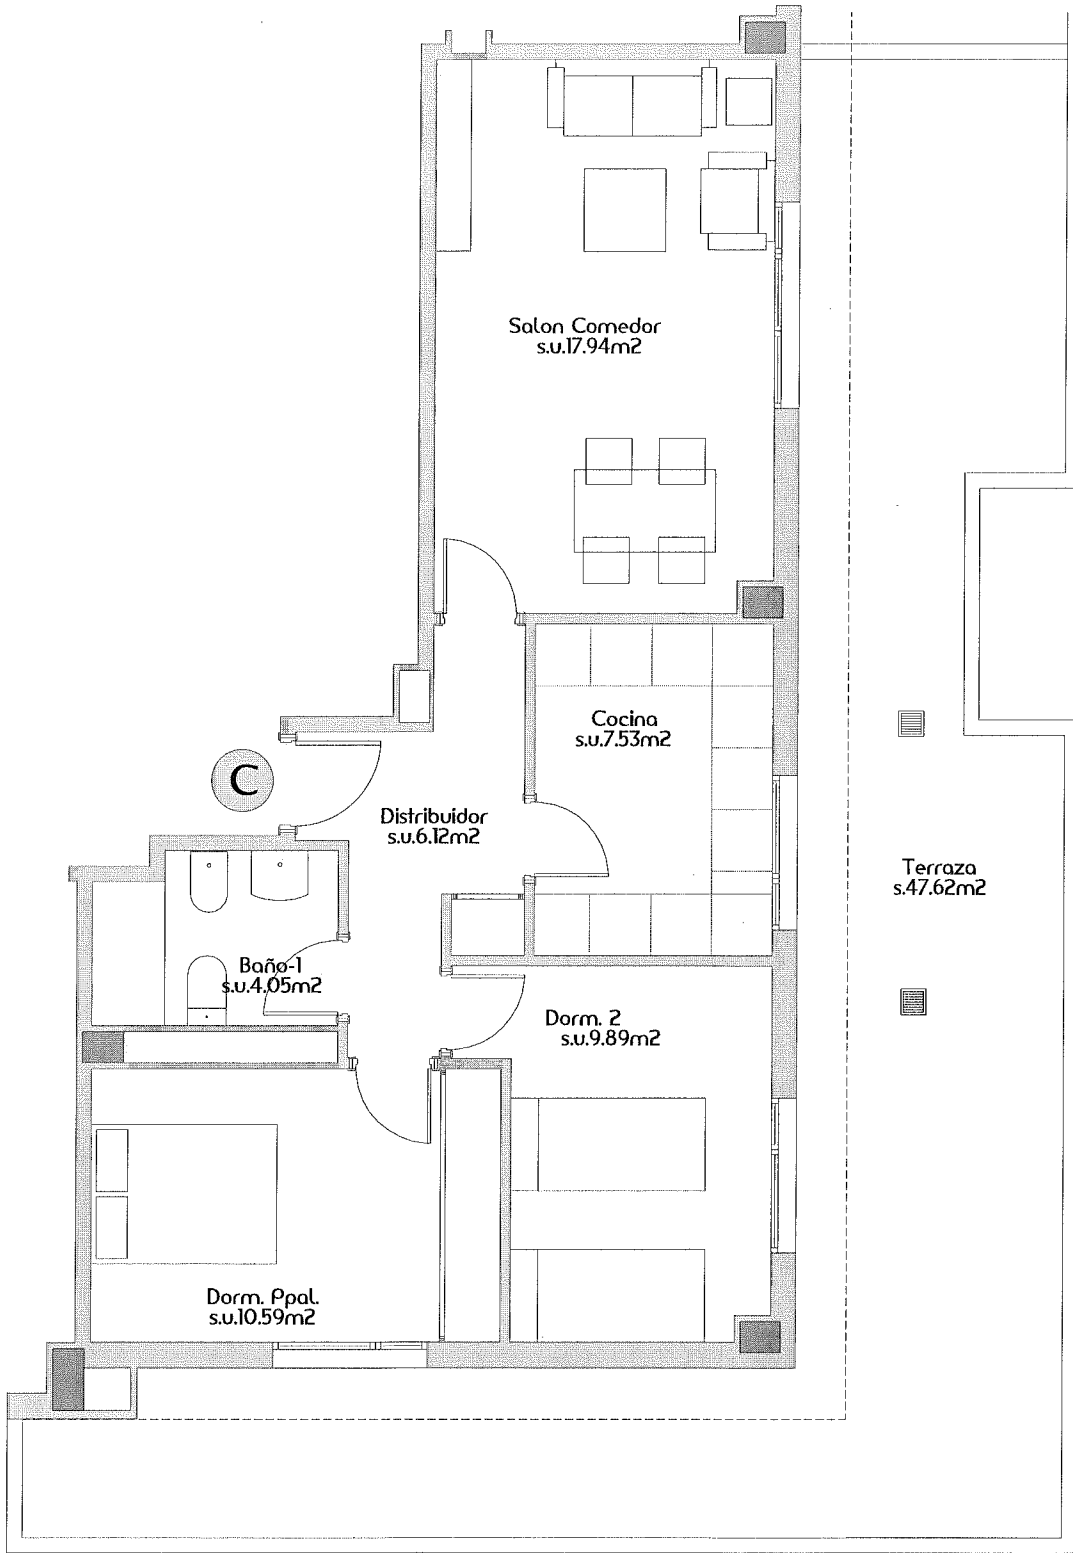 Salon Comedor
s.u.17.94m2
Cocina
s.u.7.53m2
C
Distribuidor
s.u.6.12m2
Terraza
s.47.62m2
Baño-1
s.u.4.05m2
Dorm. 2
s.u.9.89m2
Dorm. Ppal.
s.u.10.59m2